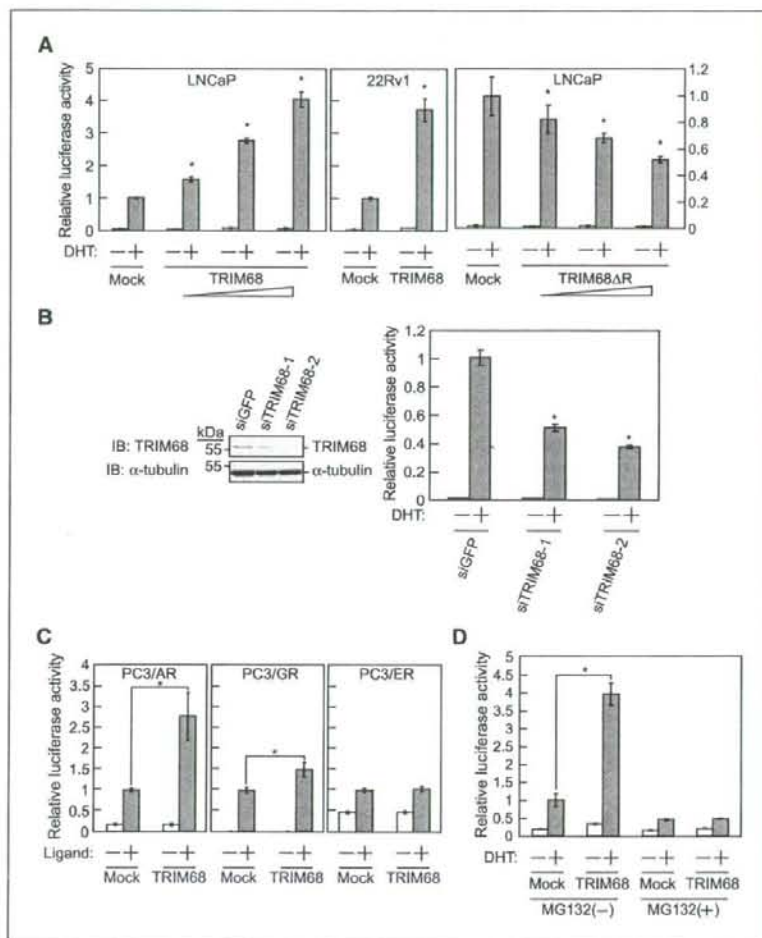 A
LNCaP
22Rv1
LNCaP
Relative luciferase activity
5
4
3
2
1
0
1.2
1.0
0.8
0.6
0.4
0.2
0
* * * * * * *
DHT: — + — + — + — + — + — + — + — + — + — +
Mock TRIM68 Mock TRIM68 Mock TRIM68ΔR
B
siGFP
siTRIM68-1
siTRIM68-2
kDa
IB: TRIM68 55 TRIM68
IB: α-tubulin 55 α-tubulin
Relative luciferase activity
1.2
1
0.8
0.6
0.4
0.2
0
* *
DHT: — + — + — +
siGFP
siTRIM68-1
siTRIM68-2
C
PC3/AR PC3/GR PC3/ER
Relative luciferase activity
3.5
3
2.5
2
1.5
1
0.5
0
* *
Ligand: — + — + — + — + — + — +
Mock TRIM68 Mock TRIM68 Mock TRIM68
D
Relative luciferase activity
5
4.5
4
3.5
3
2.5
2
1.5
1
0.5
0
*
DHT: — + — + — + — +
Mock TRIM68 Mock TRIM68
MG132(—) MG132(+)